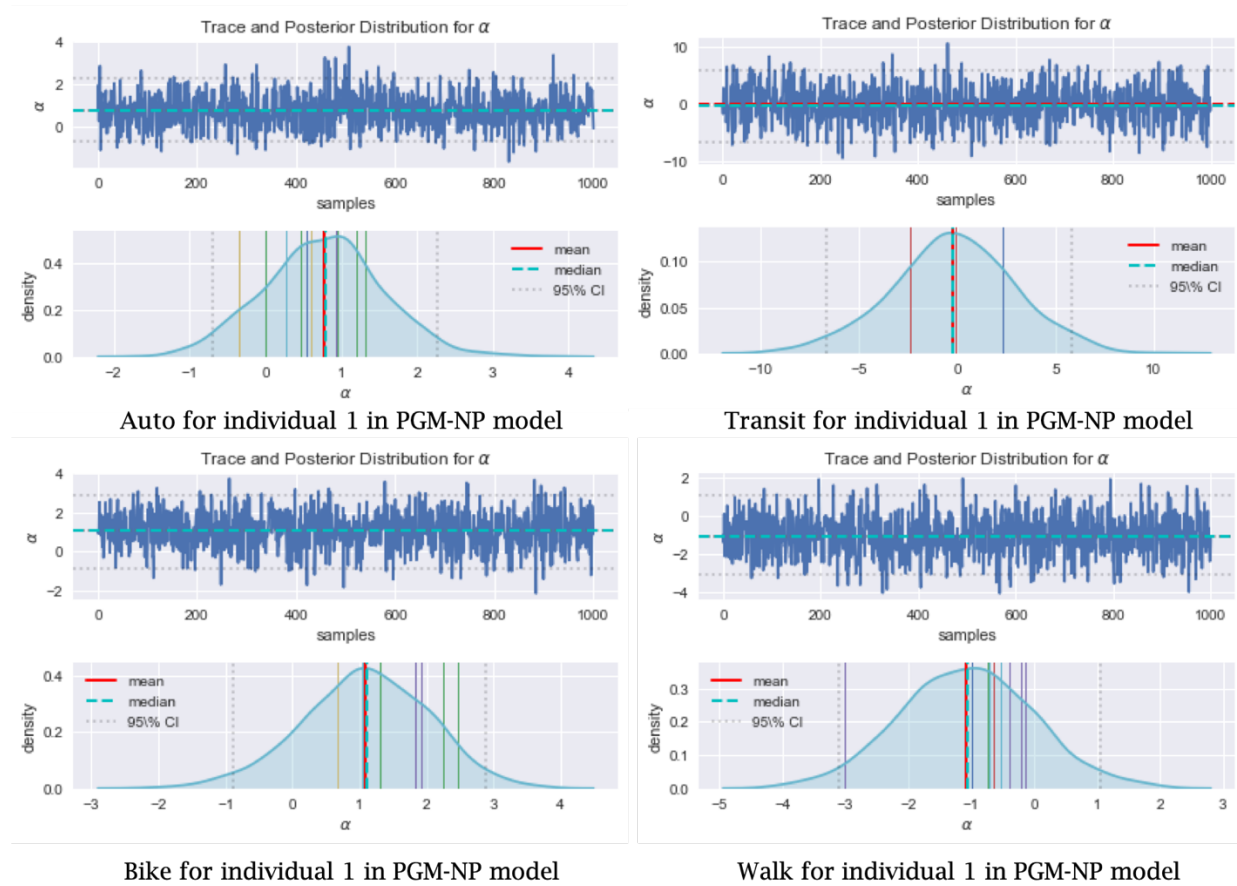 Trace and Posterior Distribution for α
4
2
0
α
0
200
400
600
800
1000
samples
0.4
0.2
0.0
density
mean
median
95\% CI
−2
−1
0
1
2
3
4
α
Auto for individual 1 in PGM-NP model
Trace and Posterior Distribution for α
10
0
−10
α
0
200
400
600
800
1000
samples
0.10
0.05
0.00
density
mean
median
95\% CI
−10
−5
0
5
10
α
Transit for individual 1 in PGM-NP model
Trace and Posterior Distribution for α
4
2
0
−2
α
0
200
400
600
800
1000
samples
0.4
0.2
0.0
density
mean
median
95\% CI
−3
−2
−1
0
1
2
3
4
α
Bike for individual 1 in PGM-NP model
Trace and Posterior Distribution for α
2
0
−2
−4
α
0
200
400
600
800
1000
samples
0.3
0.2
0.1
0.0
density
mean
median
95\% CI
−5
−4
−3
−2
−1
0
1
2
3
α
Walk for individual 1 in PGM-NP model